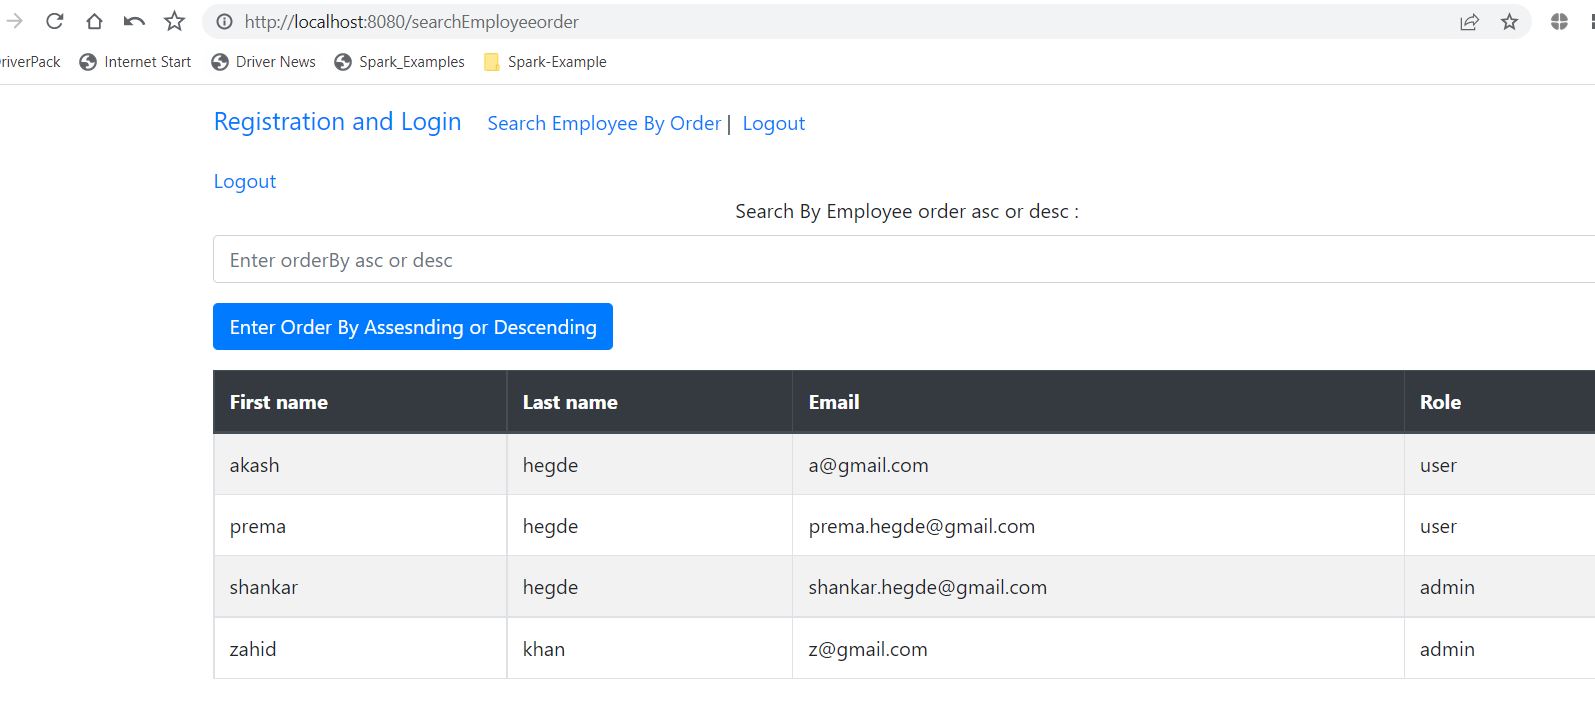 http://localhost:8080/searchEmployeeorder
riverPack Internet Start Driver News Spark_Examples Spark-Example
Registration and Login Search Employee By Order | Logout
Logout
Search By Employee order asc or desc :
Enter orderBy asc or desc
Enter Order By Assesnding or Descending
First name Last name Email Role
akash hegde a@gmail.com user
prema hegde prema.hegde@gmail.com user
shankar hegde shankar.hegde@gmail.com admin
zahid khan z@gmail.com admin